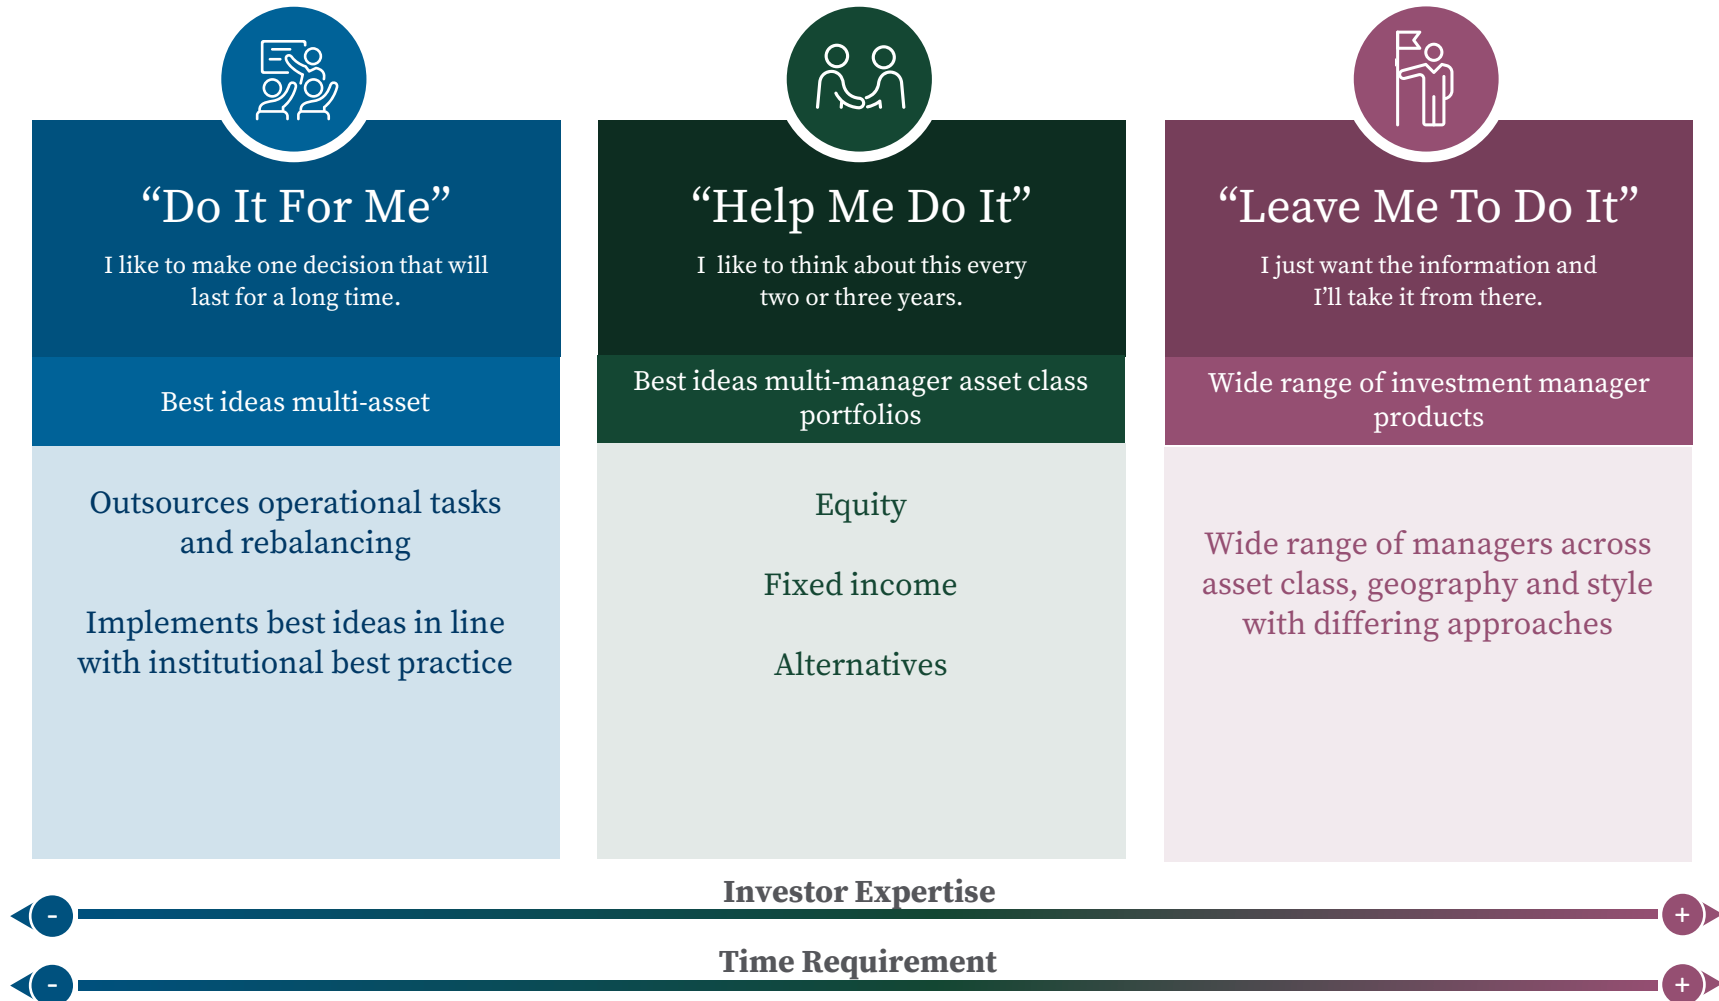 “Do It For Me”
I like to make one decision that will
last for a long time.
Best ideas multi-asset
Outsources operational tasks
and rebalancing
Implements best ideas in line
with institutional best practice
“Help Me Do It”
I like to think about this every
two or three years.
Best ideas multi-manager asset class
portfolios
Equity
Fixed income
Alternatives
“Leave Me To Do It”
I just want the information and
I’ll take it from there.
Wide range of investment manager
products
Wide range of managers across
asset class, geography and style
with differing approaches
Investor Expertise
- +
Time Requirement
- +